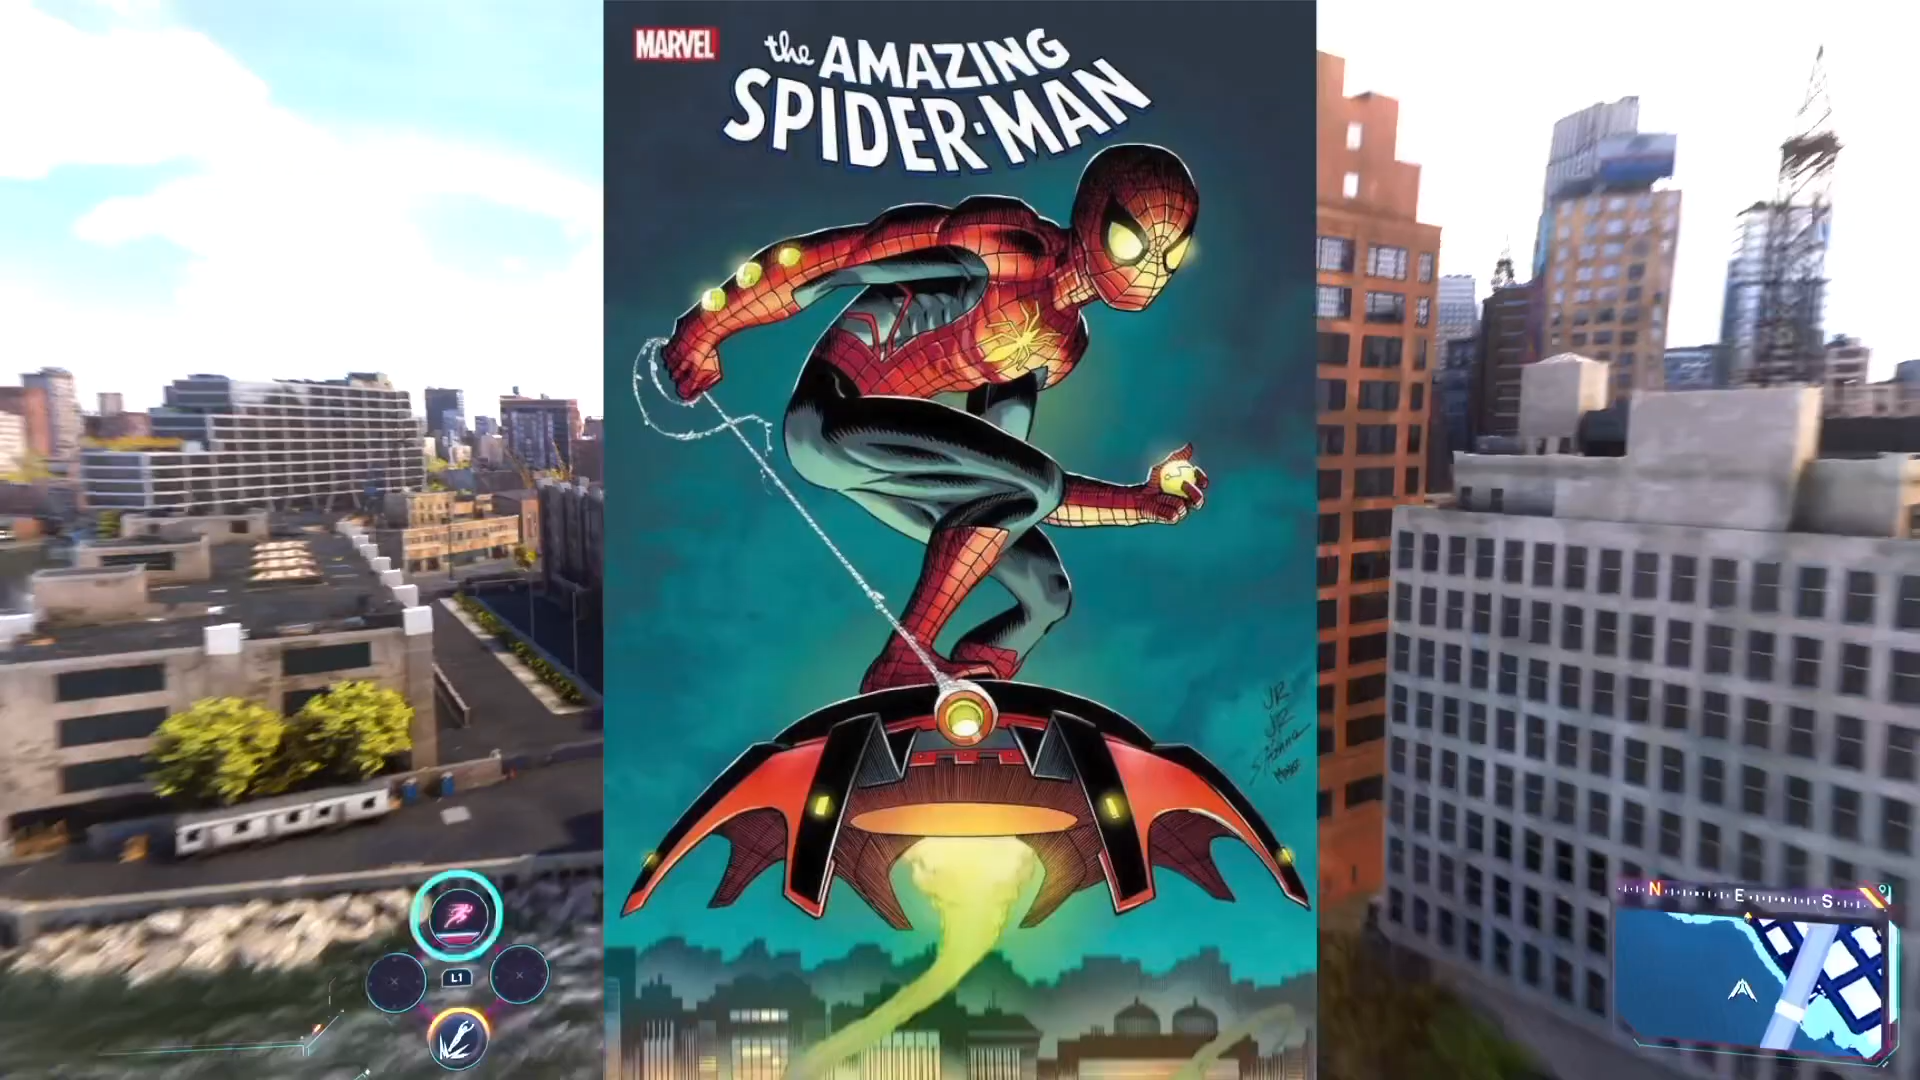 MARVEL
the AMAZING
SPIDER-MAN
JR
JR
L1
N
E
S